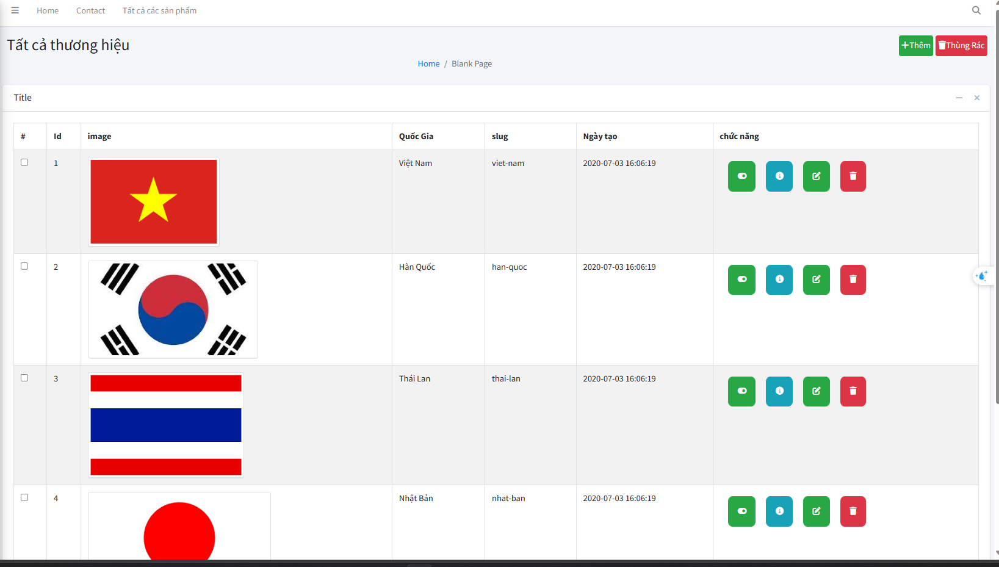 Home Contact Tất cả các sản phẩm
Tất cả thương hiệu
Thêm Thùng Rác
Home / Blank Page
Title
# Id image Quốc Gia slug Ngày tạo chức năng
1 Việt Nam viet-nam 2020-07-03 16:06:19
2 Hàn Quốc han-quoc 2020-07-03 16:06:19
3 Thái Lan thai-lan 2020-07-03 16:06:19
4 Nhật Bản nhat-ban 2020-07-03 16:06:19